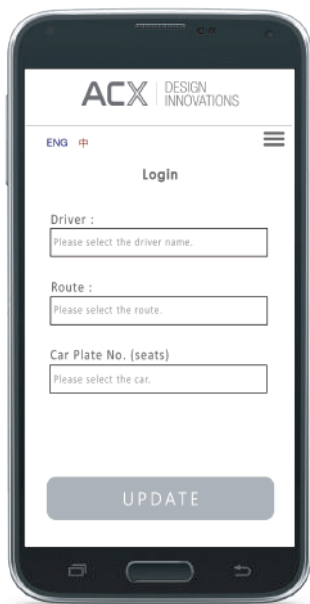 ACX DESIGN
INNOVATIONS
ENG 中
Login
Driver :
Please select the driver name.
Route :
Please select the route.
Car Plate No. (seats)
Please select the car.
UPDATE